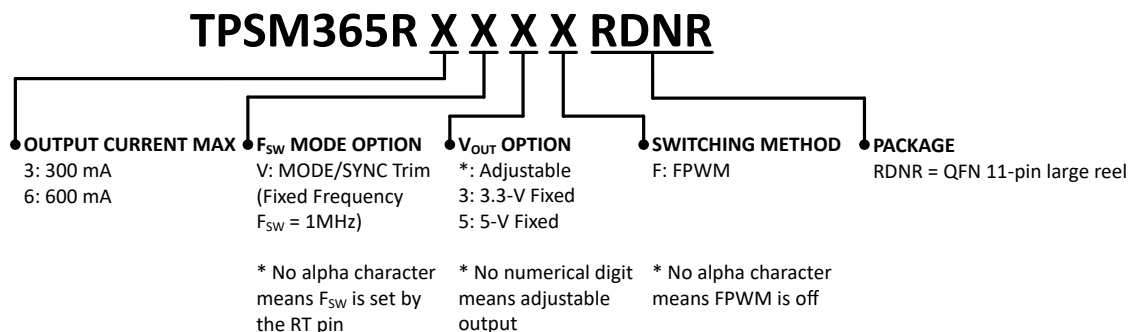 TPSM365R X X X X RDNR
OUTPUT CURRENT MAX
3: 300 mA
6: 600 mA
FSW MODE OPTION
V: MODE/SYNC Trim
(Fixed Frequency
FSW = 1MHz)
* No alpha character
means FSW is set by
the RT pin
VOUT OPTION
*: Adjustable
3: 3.3-V Fixed
5: 5-V Fixed
* No numerical digit
means adjustable
output
SWITCHING METHOD
F: FPWM
* No alpha character
means FPWM is off
PACKAGE
RDNR = QFN 11-pin large reel